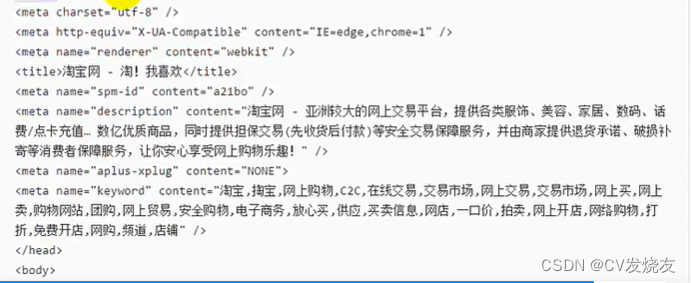 <meta charset="utf-8" />
<meta http-equiv="X-UA-Compatible" content="IE=edge,chrome=1" />
<meta name="renderer" content="webkit" />
<title>淘宝网 - 淘！我喜欢</title>
<meta name="spm-id" content="a21bo" />
<meta name="description" content="淘宝网 - 亚洲较大的网上交易平台，提供各类服饰、美容、家居、数码、话
费/点卡充值… 数亿优质商品，同时提供担保交易(先收货后付款)等安全交易保障服务，并由商家提供退货承诺、破损补
寄等消费者保障服务，让你安心享受网上购物乐趣！" />
<meta name="aplus-xplug" content="NONE">
<meta name="keyword" content="淘宝,掏宝,网上购物,C2C,在线交易,交易市场,网上交易,交易市场,网上买,网上
卖,购物网站,团购,网上贸易,安全购物,电子商务,放心买,供应,买卖信息,网店,一口价,拍卖,网上开店,网络购物,打
折,免费开店,网购,频道,店铺" />
</head>
<body>
CSDN @CV发烧友